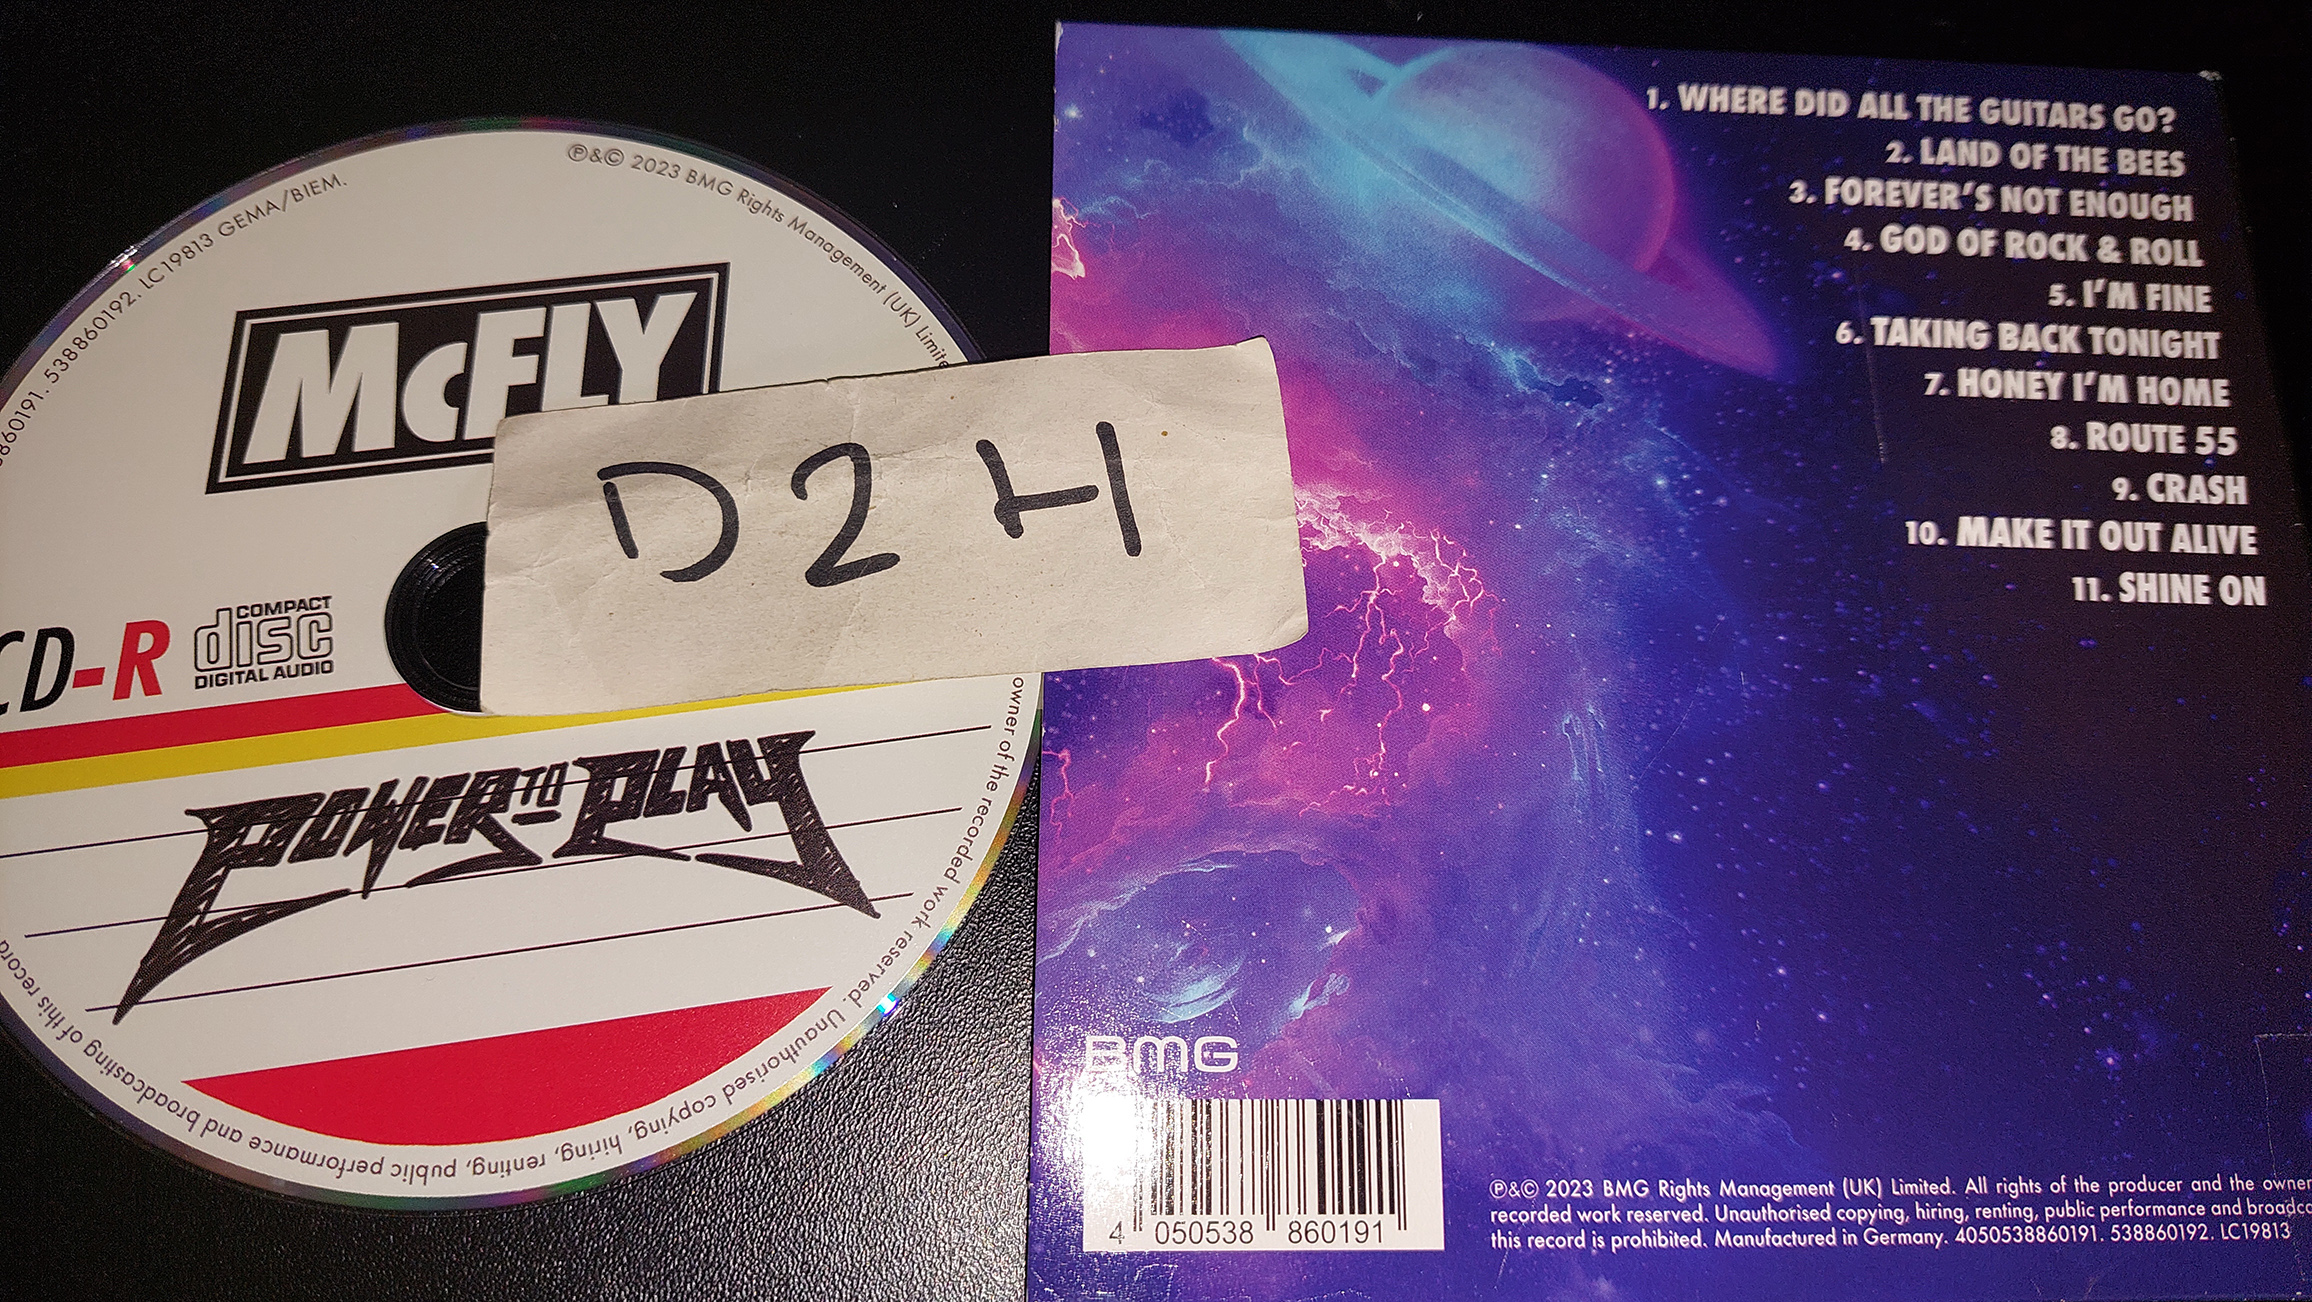 860191. 538860192. LC19813 GEMA/BIEM.
℗&© 2023 BMG Rights Management (UK) Limite
McFLY
CD-R
COMPACT
disc
DIGITAL AUDIO
POWER TO PLAY
owner of the recorded work reserved. Unauthorised copying, hiring, renting, public performance and broadcasting of this record
D2H
1. WHERE DID ALL THE GUITARS GO?
2. LAND OF THE BEES
3. FOREVER'S NOT ENOUGH
4. GOD OF ROCK & ROLL
5. I'M FINE
6. TAKING BACK TONIGHT
7. HONEY I'M HOME
8. ROUTE 55
9. CRASH
10. MAKE IT OUT ALIVE
11. SHINE ON
BMG
4 050538 860191
℗&© 2023 BMG Rights Management (UK) Limited. All rights of the producer and the owner
recorded work reserved. Unauthorised copying, hiring, renting, public performance and broadca
this record is prohibited. Manufactured in Germany. 4050538860191. 538860192. LC19813